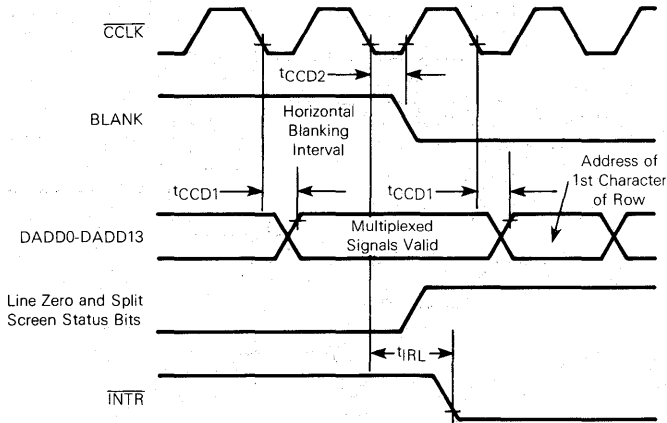 CCLK
tCCD2
BLANK
Horizontal
Blanking
Interval
Address of
1st Character
of Row
tCCD1
tCCD1
DADD0-DADD13
Multiplexed
Signals Valid
Line Zero and Split
Screen Status Bits
tIRL
INTR